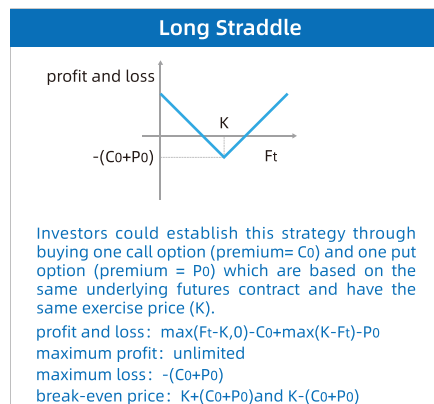 Long Straddle
profit and loss
K
-(C0+P0)
Ft
Investors could establish this strategy through
buying one call option (premium= C0) and one put
option (premium = P0) which are based on the
same underlying futures contract and have the
same exercise price (K).
profit and loss: max(Ft-K,0)-C0+max(K-Ft)-P0
maximum profit: unlimited
maximum loss: -(C0+P0)
break-even price: K+(C0+P0)and K-(C0+P0)